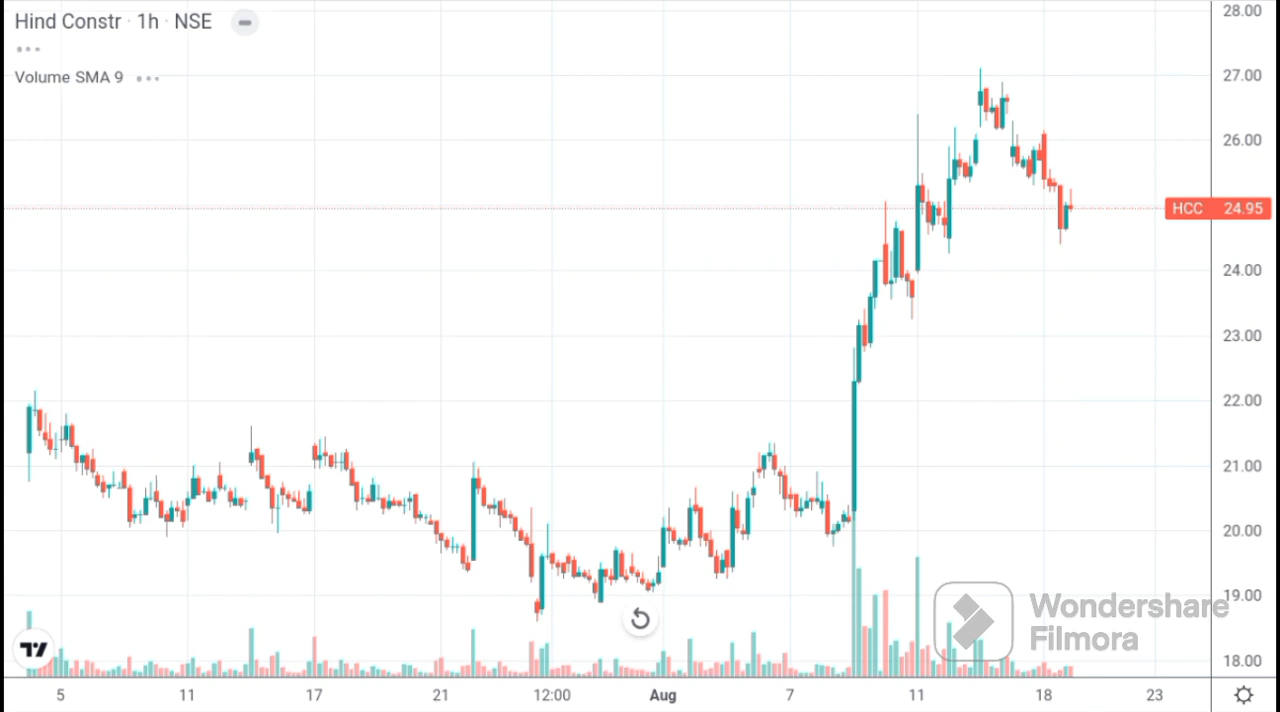 Hind Constr · 1h · NSE
Volume SMA 9
28.00
27.00
26.00
HCC 24.95
24.00
23.00
22.00
21.00
20.00
19.00
18.00
Wondershare
Filmora
5 11 17 21 12:00 Aug 7 11 18 23